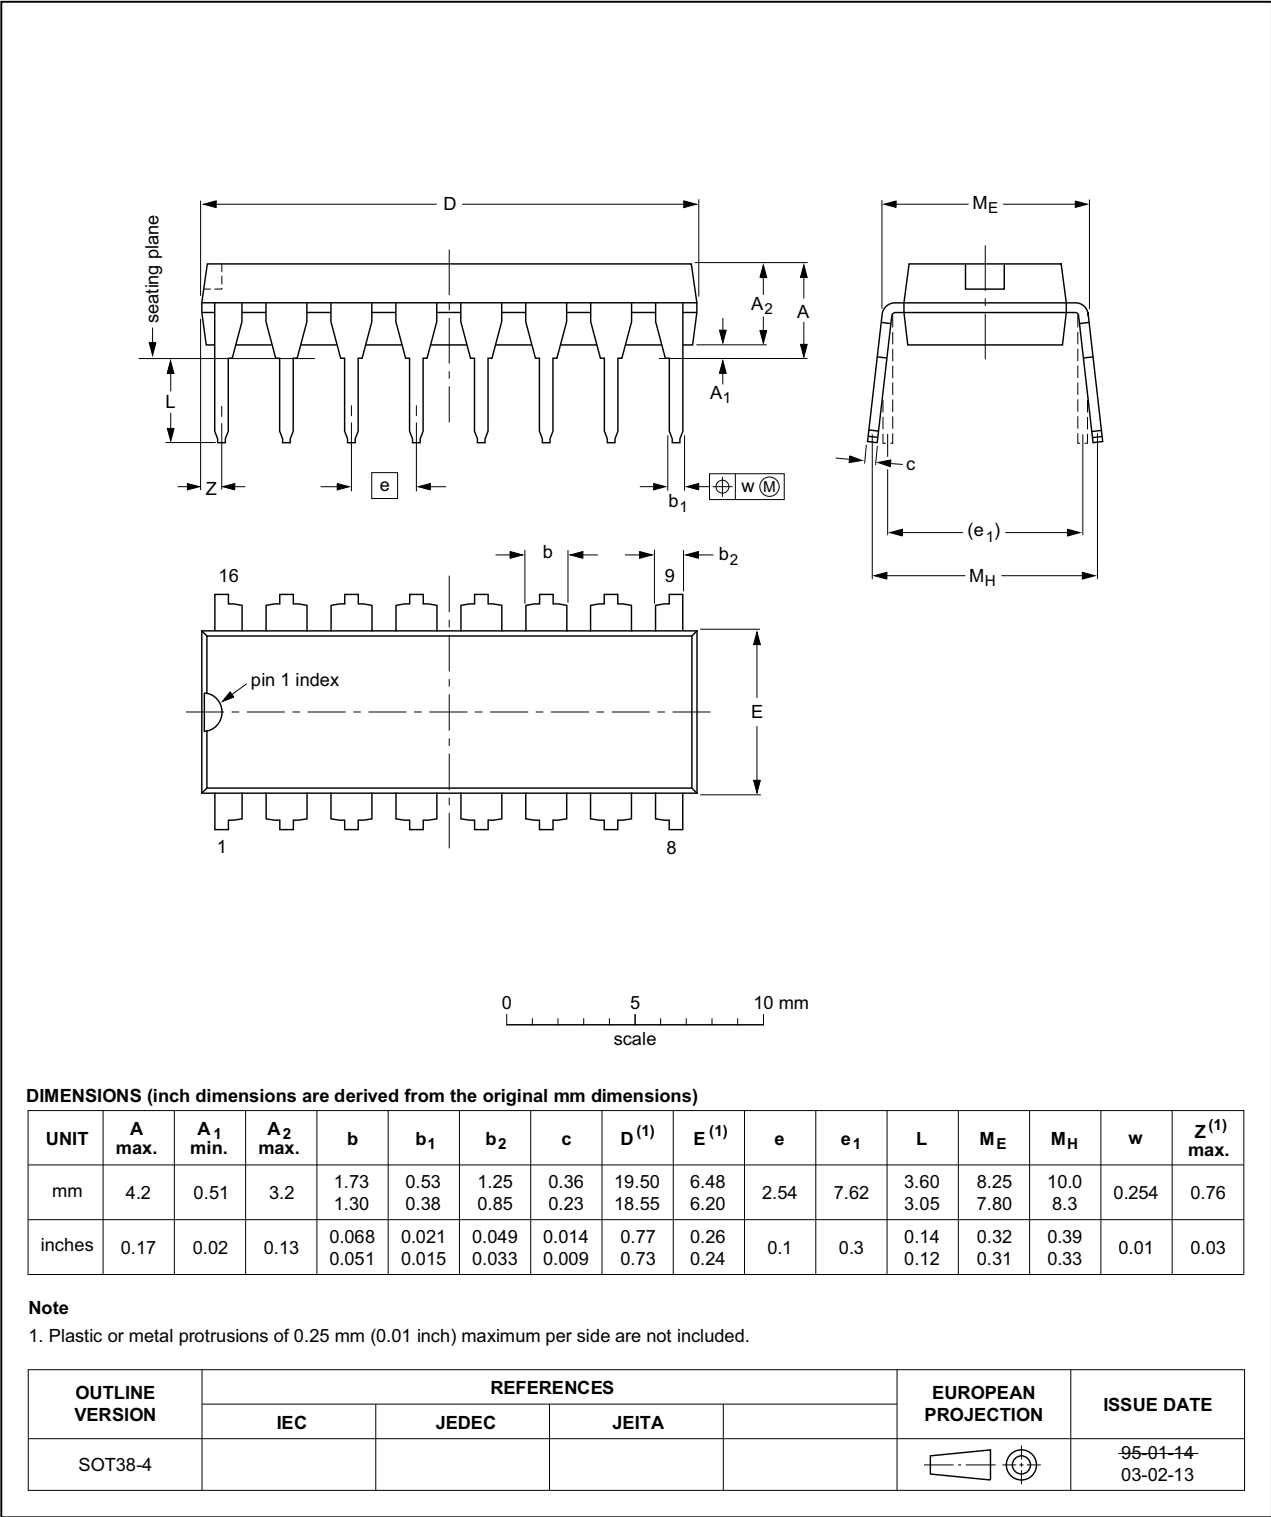 D
M_E
seating plane
A_2
A
L
A_1
c
Z
e
b_1
w Ⓜ
(e_1)
M_H
b
b_2
16
9
pin 1 index
E
1
8
0 5 10 mm
scale
DIMENSIONS (inch dimensions are derived from the original mm dimensions)
UNIT A max. A_1 min. A_2 max. b b_1 b_2 c D^(1) E^(1) e e_1 L M_E M_H w Z^(1) max.
mm 4.2 0.51 3.2 1.73 1.30 0.53 0.38 1.25 0.85 0.36 0.23 19.50 18.55 6.48 6.20 2.54 7.62 3.60 3.05 8.25 7.80 10.0 8.3 0.254 0.76
inches 0.17 0.02 0.13 0.068 0.051 0.021 0.015 0.049 0.033 0.014 0.009 0.77 0.73 0.26 0.24 0.1 0.3 0.14 0.12 0.32 0.31 0.39 0.33 0.01 0.03
Note
1. Plastic or metal protrusions of 0.25 mm (0.01 inch) maximum per side are not included.
OUTLINE VERSION REFERENCES EUROPEAN PROJECTION ISSUE DATE
IEC JEDEC JEITA
SOT38-4 95-01-14
03-02-13